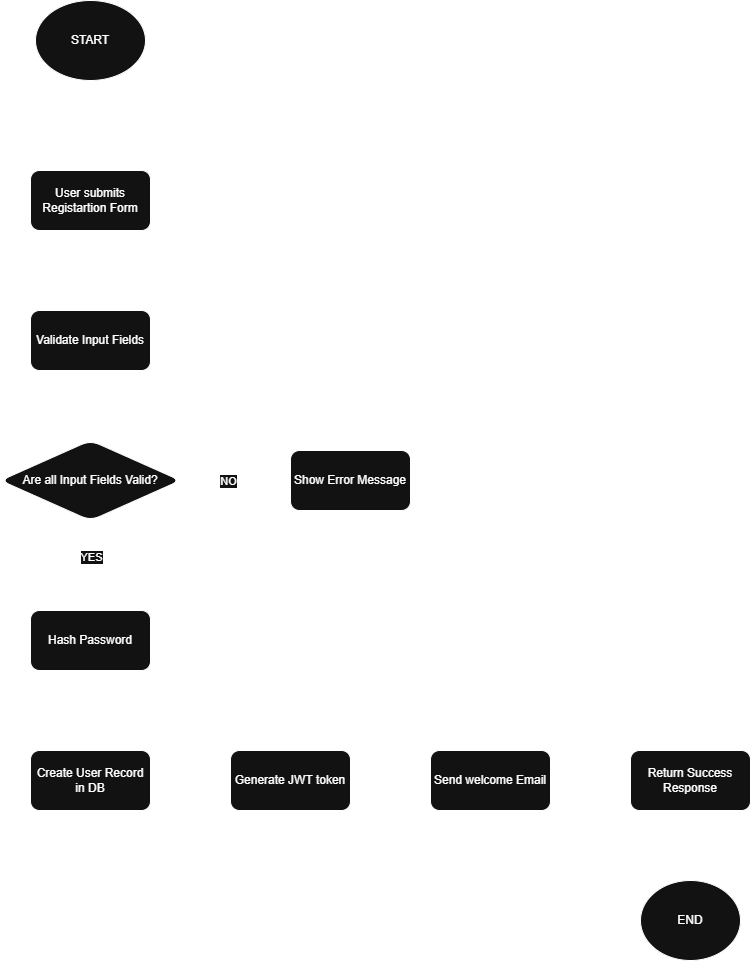 START
User submits
Registartion Form
Validate Input Fields
Are all Input Fields Valid?
NO
Show Error Message
YES
Hash Password
Create User Record
in DB
Generate JWT token
Send welcome Email
Return Success
Response
END